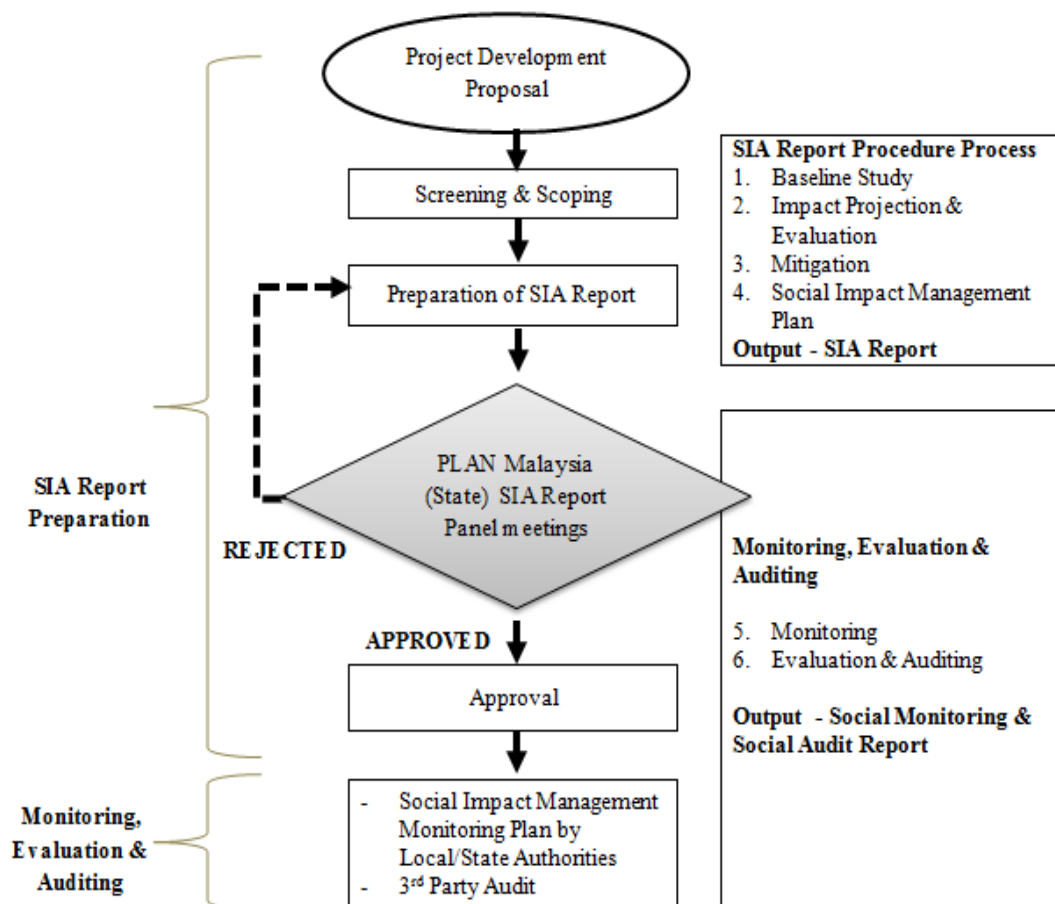 Project Development
Proposal
Screening & Scoping
Preparation of SIA Report
PLAN Malaysia
(State) SIA Report
Panel meetings
REJECTED
APPROVED
Approval
- Social Impact Management
Monitoring Plan by
Local/State Authorities
- 3rd Party Audit
SIA Report
Preparation
Monitoring,
Evaluation &
Auditing
SIA Report Procedure Process
1. Baseline Study
2. Impact Projection &
Evaluation
3. Mitigation
4. Social Impact Management
Plan
Output - SIA Report
Monitoring, Evaluation &
Auditing
5. Monitoring
6. Evaluation & Auditing
Output - Social Monitoring &
Social Audit Report